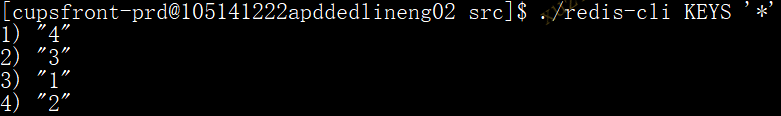 [cupsfront-prd@105141222apddedlineng02 src]$ ./redis-cli KEYS '*'
1) "4"
2) "3"
3) "1"
4) "2"